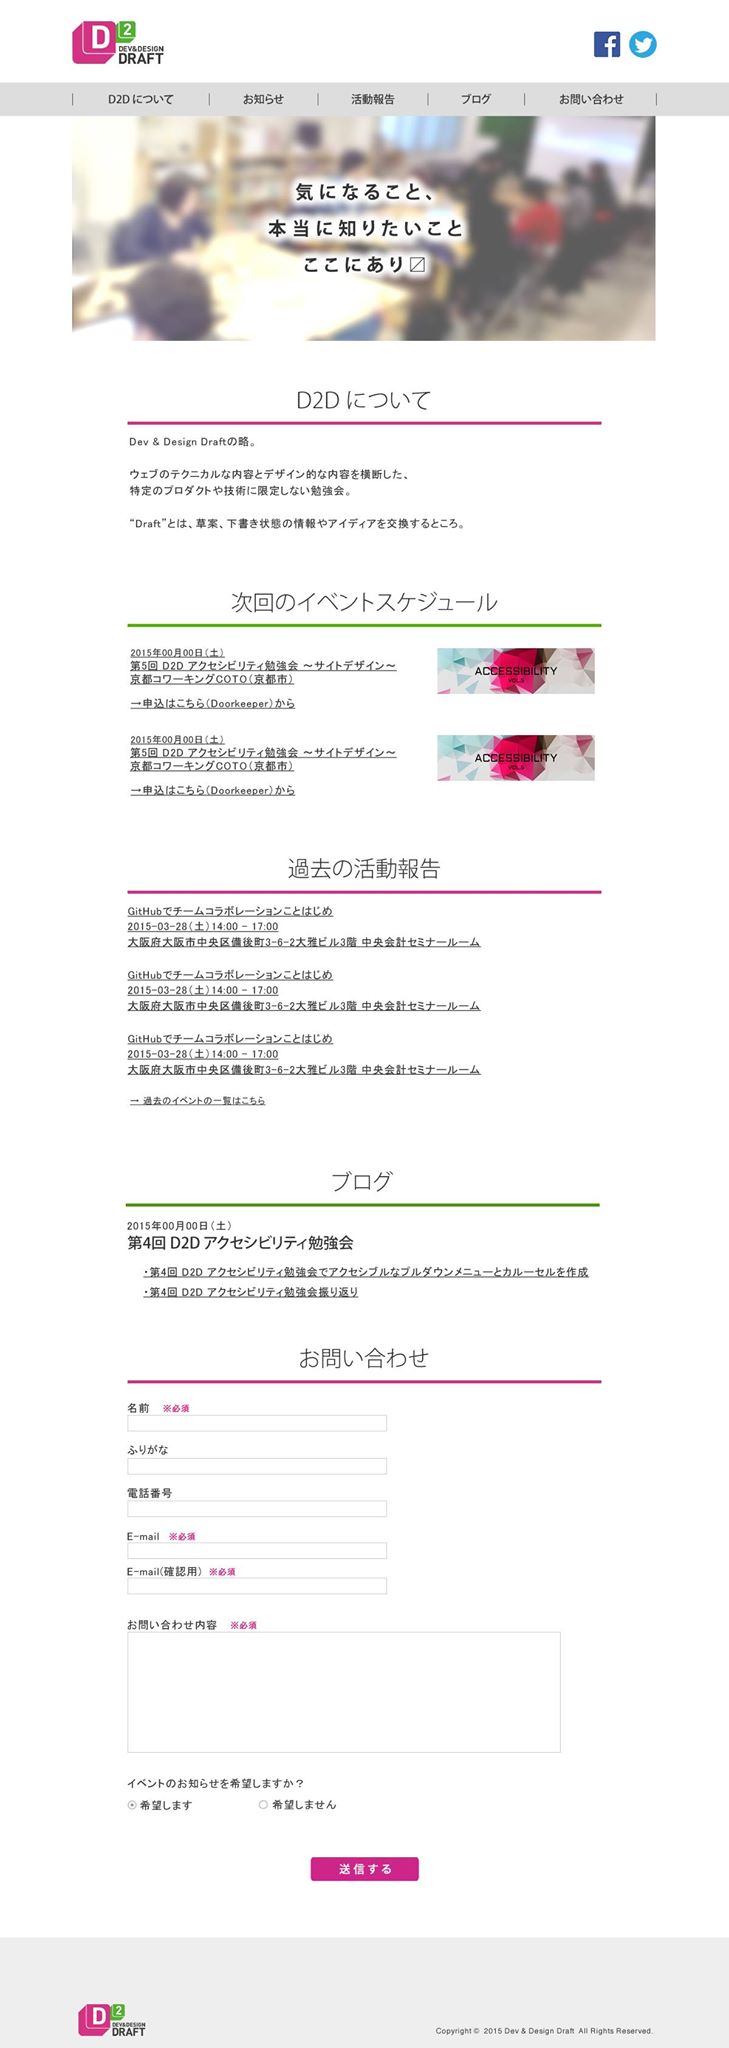 D 2
DEV&DESIGN
DRAFT
D2Dについて
お知らせ
活動報告
ブログ
お問い合わせ
気になること、
本当に知りたいこと
ここにあり〼
D2D について
Dev & Design Draftの略。
ウェブのテクニカルな内容とデザイン的な内容を横断した、
特定のプロダクトや技術に限定しない勉強会。
“Draft”とは、草案、下書き状態の情報やアイディアを交換するところ。
次回のイベントスケジュール
2015年00月00日（土）
第5回 D2D アクセシビリティ勉強会 ～サイトデザイン～
京都コワーキングCOTO（京都市）
→申込はこちら（Doorkeeper）から
ACCESSIBILITY
VOL.5
2015年00月00日（土）
第5回 D2D アクセシビリティ勉強会 ～サイトデザイン～
京都コワーキングCOTO（京都市）
→申込はこちら（Doorkeeper）から
ACCESSIBILITY
VOL.5
過去の活動報告
GitHubでチームコラボレーションことはじめ
2015-03-28（土）14:00 - 17:00
大阪府大阪市中央区備後町3-6-2大雅ビル3階 中央会計セミナールーム
GitHubでチームコラボレーションことはじめ
2015-03-28（土）14:00 - 17:00
大阪府大阪市中央区備後町3-6-2大雅ビル3階 中央会計セミナールーム
GitHubでチームコラボレーションことはじめ
2015-03-28（土）14:00 - 17:00
大阪府大阪市中央区備後町3-6-2大雅ビル3階 中央会計セミナールーム
→ 過去のイベントの一覧はこちら
ブログ
2015年00月00日（土）
第4回 D2D アクセシビリティ勉強会
・第4回 D2D アクセシビリティ勉強会でアクセシブルなプルダウンメニューとカルーセルを作成
・第4回 D2D アクセシビリティ勉強会振り返り
お問い合わせ
名前 ※必須
ふりがな
電話番号
E-mail ※必須
E-mail(確認用) ※必須
お問い合わせ内容 ※必須
イベントのお知らせを希望しますか？
希望します 希望しません
送信する
D 2
DEV&DESIGN
DRAFT
Copyright © 2015 Dev & Design Draft All Rights Reserved.